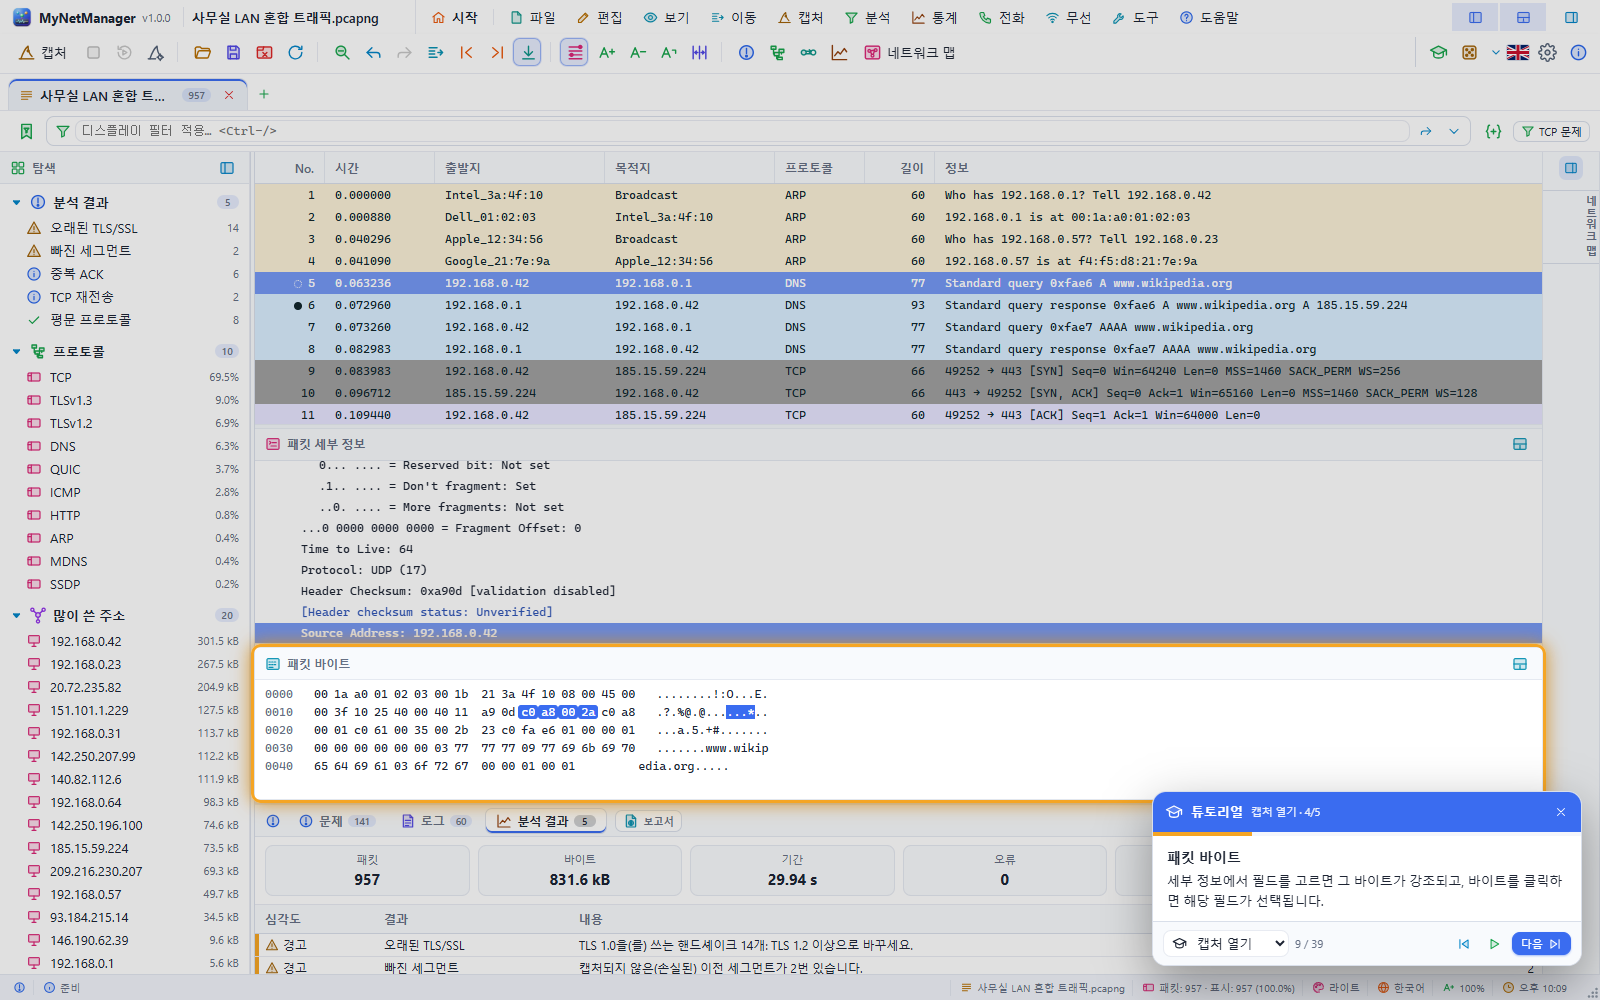 MyNetManager v1.0.0 사무실 LAN 혼합 트래픽.pcapng 시작 파일 편집 보기 이동 캡처 분석 통계 전화 무선 도구 도움말
캡처 네트워크 맵
사무실 LAN 혼합 트... 957
디스플레이 필터 적용… <Ctrl-/> TCP 문제
탐색
분석 결과 5
오래된 TLS/SSL 14
빠진 세그먼트 2
중복 ACK 6
TCP 재전송 2
평문 프로토콜 8
프로토콜 10
TCP 69.5%
TLSv1.3 9.0%
TLSv1.2 6.9%
DNS 6.3%
QUIC 3.7%
ICMP 2.8%
HTTP 0.8%
ARP 0.4%
MDNS 0.4%
SSDP 0.2%
많이 쓴 주소 20
192.168.0.42 301.5 kB
192.168.0.23 267.5 kB
20.72.235.82 204.9 kB
151.101.1.229 127.5 kB
192.168.0.31 113.7 kB
142.250.207.99 112.2 kB
140.82.112.6 111.9 kB
192.168.0.64 98.3 kB
142.250.196.100 74.6 kB
185.15.59.224 73.5 kB
209.216.230.207 69.3 kB
192.168.0.57 49.7 kB
93.184.215.14 34.5 kB
146.190.62.39 9.6 kB
192.168.0.1 5.6 kB
No. 시간 출발지 목적지 프로토콜 길이 정보
1 0.000000 Intel_3a:4f:10 Broadcast ARP 60 Who has 192.168.0.1? Tell 192.168.0.42
2 0.000880 Dell_01:02:03 Intel_3a:4f:10 ARP 60 192.168.0.1 is at 00:1a:a0:01:02:03
3 0.040296 Apple_12:34:56 Broadcast ARP 60 Who has 192.168.0.57? Tell 192.168.0.23
4 0.041090 Google_21:7e:9a Apple_12:34:56 ARP 60 192.168.0.57 is at f4:f5:d8:21:7e:9a
5 0.063236 192.168.0.42 192.168.0.1 DNS 77 Standard query 0xfae6 A www.wikipedia.org
6 0.072960 192.168.0.1 192.168.0.42 DNS 93 Standard query response 0xfae6 A www.wikipedia.org A 185.15.59.224
7 0.073260 192.168.0.42 192.168.0.1 DNS 77 Standard query 0xfae7 AAAA www.wikipedia.org
8 0.082983 192.168.0.1 192.168.0.42 DNS 77 Standard query response 0xfae7 AAAA www.wikipedia.org
9 0.083983 192.168.0.42 185.15.59.224 TCP 66 49252 → 443 [SYN] Seq=0 Win=64240 Len=0 MSS=1460 SACK_PERM WS=256
10 0.096712 185.15.59.224 192.168.0.42 TCP 66 443 → 49252 [SYN, ACK] Seq=0 Ack=1 Win=65160 Len=0 MSS=1460 SACK_PERM WS=128
11 0.109440 192.168.0.42 185.15.59.224 TCP 60 49252 → 443 [ACK] Seq=1 Ack=1 Win=64000 Len=0
네트워크 맵
패킷 세부 정보
0... .... = Reserved bit: Not set
.1.. .... = Don't fragment: Set
..0. .... = More fragments: Not set
...0 0000 0000 0000 = Fragment Offset: 0
Time to Live: 64
Protocol: UDP (17)
Header Checksum: 0xa90d [validation disabled]
[Header checksum status: Unverified]
Source Address: 192.168.0.42
패킷 바이트
0000 00 1a a0 01 02 03 00 1b 21 3a 4f 10 08 00 45 00 ........!:O...E.
0010 00 3f 10 25 40 00 40 11 a9 0d c0 a8 00 2a c0 a8 .?.%@.@......*..
0020 00 01 c0 61 00 35 00 2b 23 c0 fa e6 01 00 00 01 ...a.5.+#.......
0030 00 00 00 00 00 00 03 77 77 77 09 77 69 6b 69 70 .......www.wikip
0040 65 64 69 61 03 6f 72 67 00 00 01 00 01 edia.org.....
문제 141 로그 60 분석 결과 5 보고서
패킷 957
바이트 831.6 kB
기간 29.94 s
오류 0
심각도 결과 내용
경고 오래된 TLS/SSL TLS 1.0을(를) 쓰는 핸드셰이크 14개: TLS 1.2 이상으로 바꾸세요.
경고 빠진 세그먼트 캡처되지 않은(손실된) 이전 세그먼트가 2번 있습니다. 2
튜토리얼 캡처 열기 · 4/5
패킷 바이트
세부 정보에서 필드를 고르면 그 바이트가 강조되고, 바이트를 클릭하
면 해당 필드가 선택됩니다.
캡처 열기 9 / 39 다음
준비 사무실 LAN 혼합 트래픽.pcapng 패킷: 957 · 표시: 957 (100.0%) 라이트 한국어 100% 오후 10:09